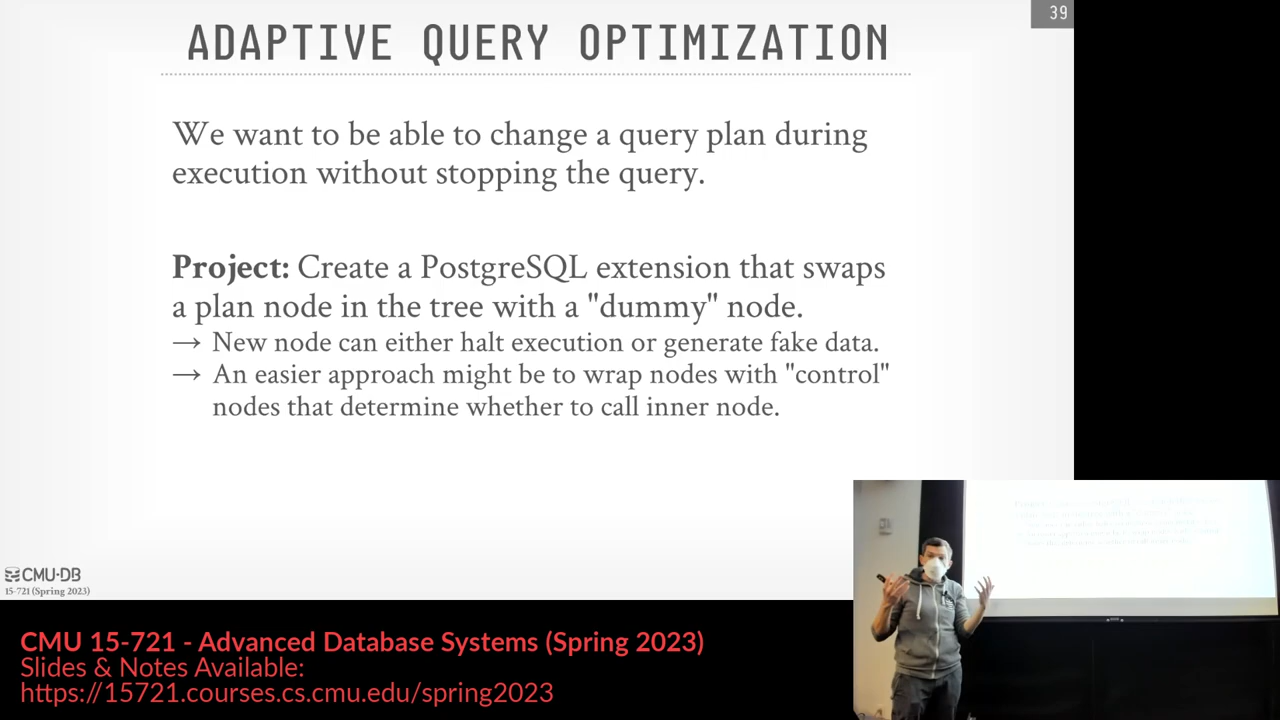 39
ADAPTIVE QUERY OPTIMIZATION
We want to be able to change a query plan during
execution without stopping the query.
Project: Create a PostgreSQL extension that swaps
a plan node in the tree with a "dummy" node.
→ New node can either halt execution or generate fake data.
→ An easier approach might be to wrap nodes with "control"
nodes that determine whether to call inner node.
CMU·DB
15-721 (Spring 2023)
CMU 15-721 - Advanced Database Systems (Spring 2023)
Slides & Notes Available:
https://15721.courses.cs.cmu.edu/spring2023